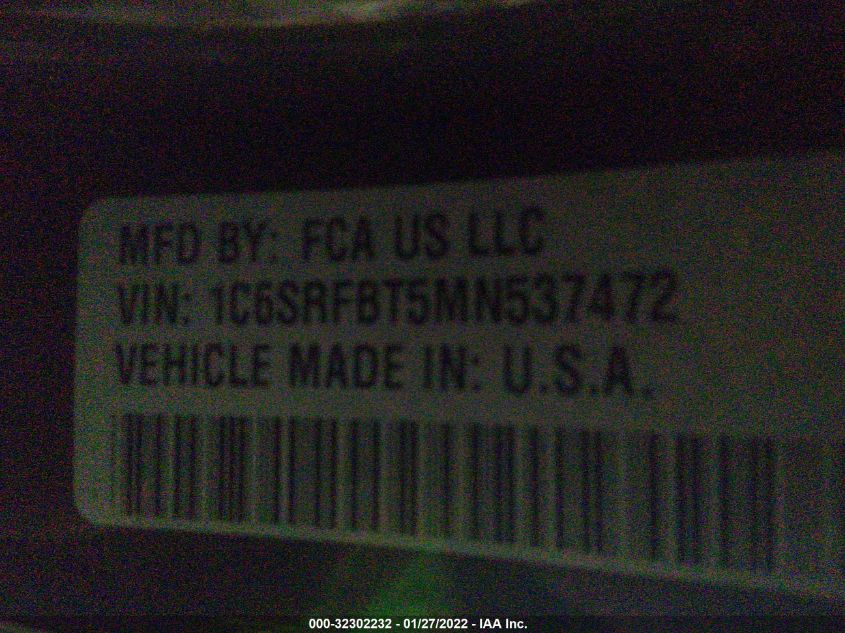 MFD BY: FCA US LLC
VIN: 1C6SRFBT5MN537472
VEHICLE MADE IN: U.S.A.
000-32302232 - 01/27/2022 - IAA Inc.